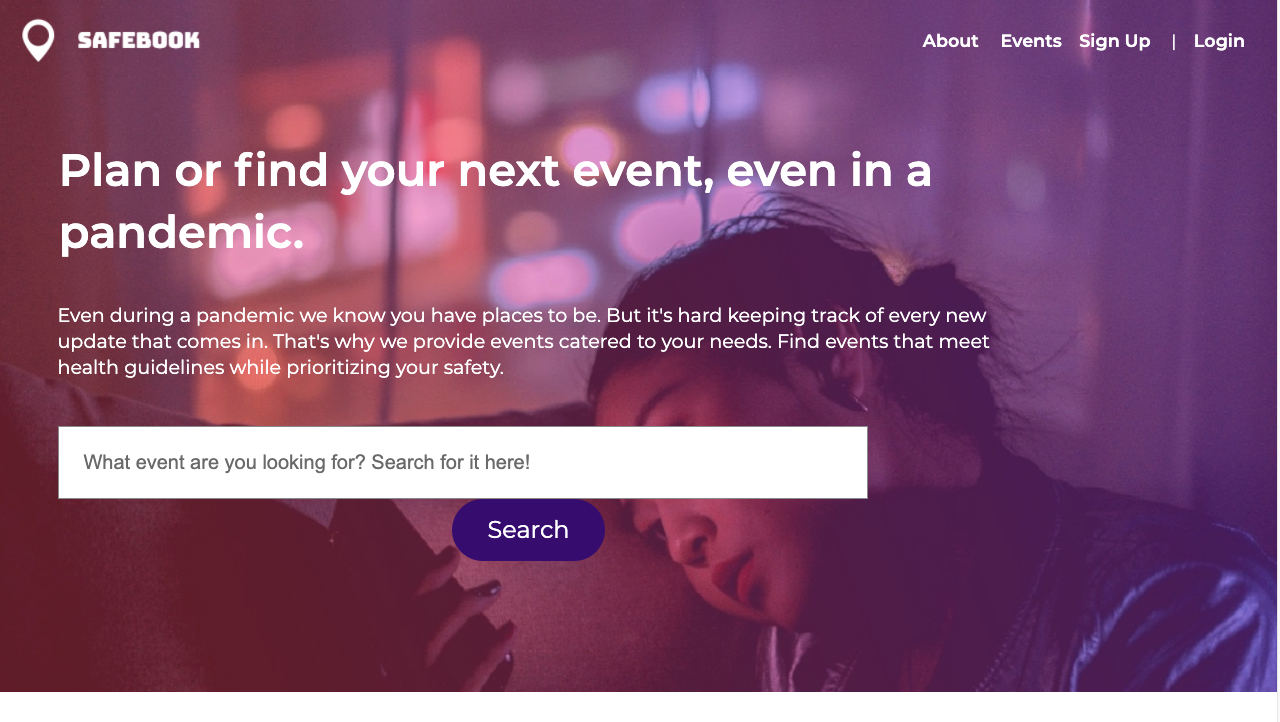 SAFEBOOK
About Events Sign Up | Login
Plan or find your next event, even in a
pandemic.
Even during a pandemic we know you have places to be. But it's hard keeping track of every new
update that comes in. That's why we provide events catered to your needs. Find events that meet
health guidelines while prioritizing your safety.
What event are you looking for? Search for it here!
Search